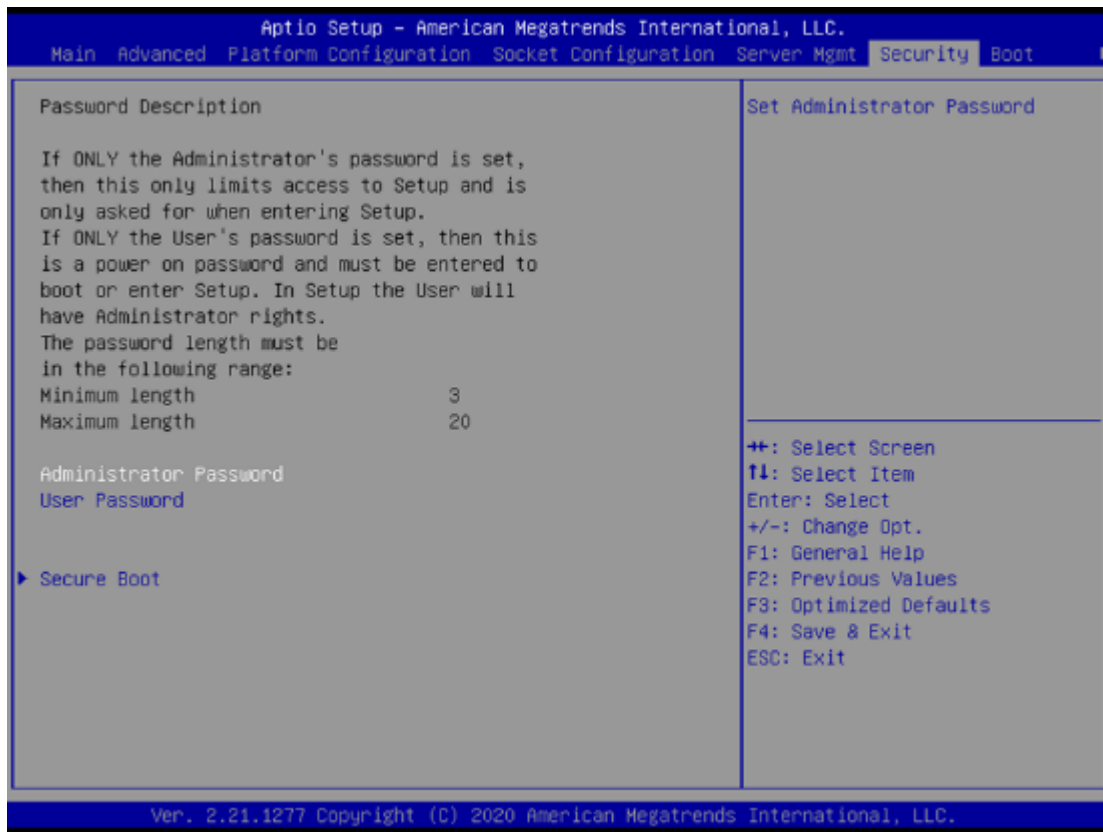 Aptio Setup – American Megatrends International, LLC.
Main Advanced Platform Configuration Socket Configuration Server Mgmt Security Boot
Password Description
If ONLY the Administrator's password is set,
then this only limits access to Setup and is
only asked for when entering Setup.
If ONLY the User's password is set, then this
is a power on password and must be entered to
boot or enter Setup. In Setup the User will
have Administrator rights.
The password length must be
in the following range:
Minimum length 3
Maximum length 20
Administrator Password
User Password
Secure Boot
Set Administrator Password
→←: Select Screen
↑↓: Select Item
Enter: Select
+/-: Change Opt.
F1: General Help
F2: Previous Values
F3: Optimized Defaults
F4: Save & Exit
ESC: Exit
Ver. 2.21.1277 Copyright (C) 2020 American Megatrends International, LLC.